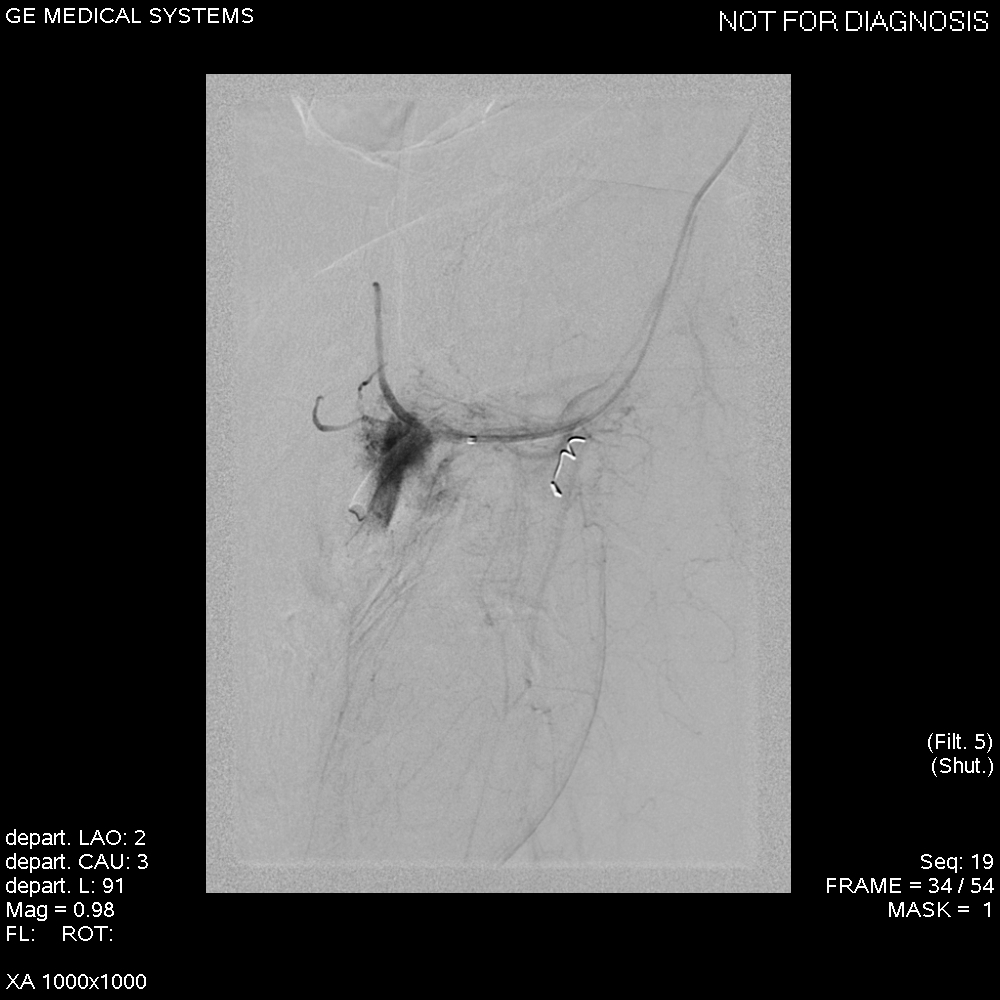 GE MEDICAL SYSTEMS
NOT FOR DIAGNOSIS
(Filt. 5)
(Shut.)
depart. LAO: 2
depart. CAU: 3
depart. L: 91
Mag = 0.98
FL: ROT:
Seq: 19
FRAME = 34 / 54
MASK = 1
XA 1000x1000